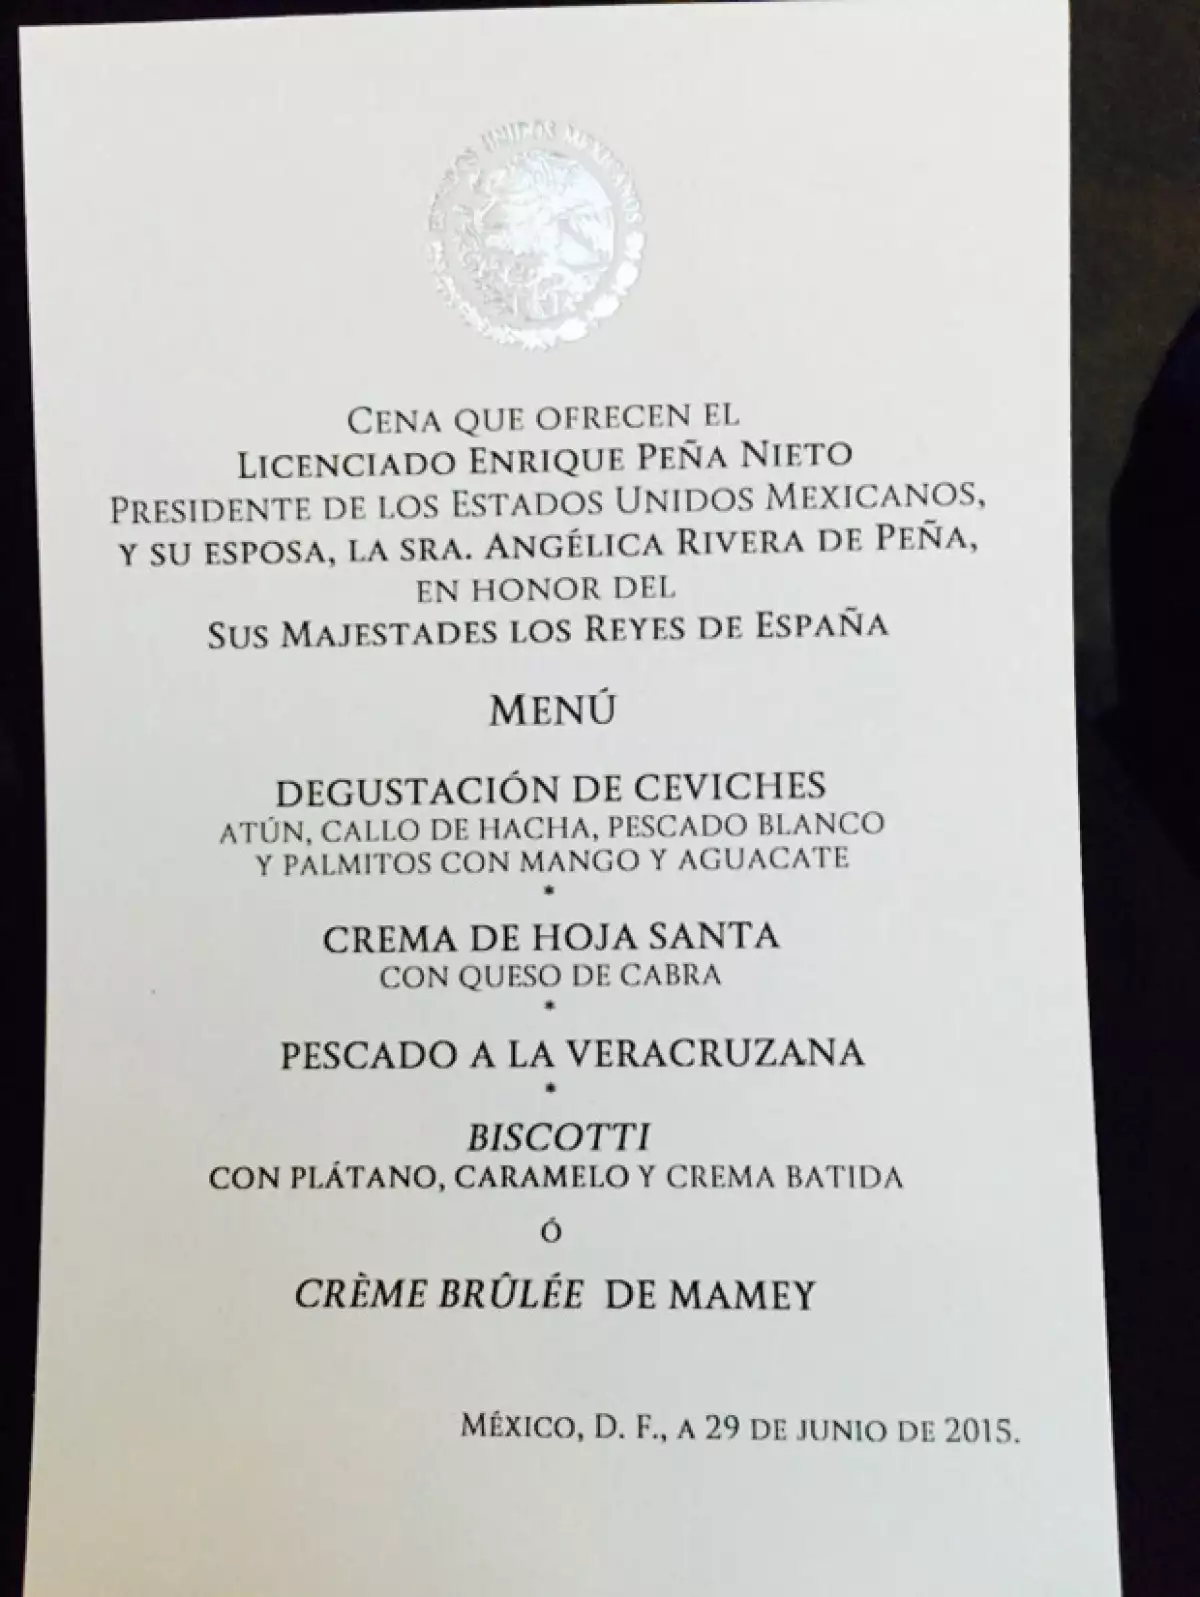 ESTADOS UNIDOS MEXICANOS
CENA QUE OFRECEN EL
LICENCIADO ENRIQUE PEÑA NIETO
PRESIDENTE DE LOS ESTADOS UNIDOS MEXICANOS,
Y SU ESPOSA, LA SRA. ANGÉLICA RIVERA DE PEÑA,
EN HONOR DEL
SUS MAJESTADES LOS REYES DE ESPAÑA
MENÚ
DEGUSTACIÓN DE CEVICHES
ATÚN, CALLO DE HACHA, PESCADO BLANCO
Y PALMITOS CON MANGO Y AGUACATE
*
CREMA DE HOJA SANTA
CON QUESO DE CABRA
*
PESCADO A LA VERACRUZANA
*
BISCOTTI
CON PLÁTANO, CARAMELO Y CREMA BATIDA
Ó
CRÈME BRÛLÉE DE MAMEY
MÉXICO, D. F., A 29 DE JUNIO DE 2015.